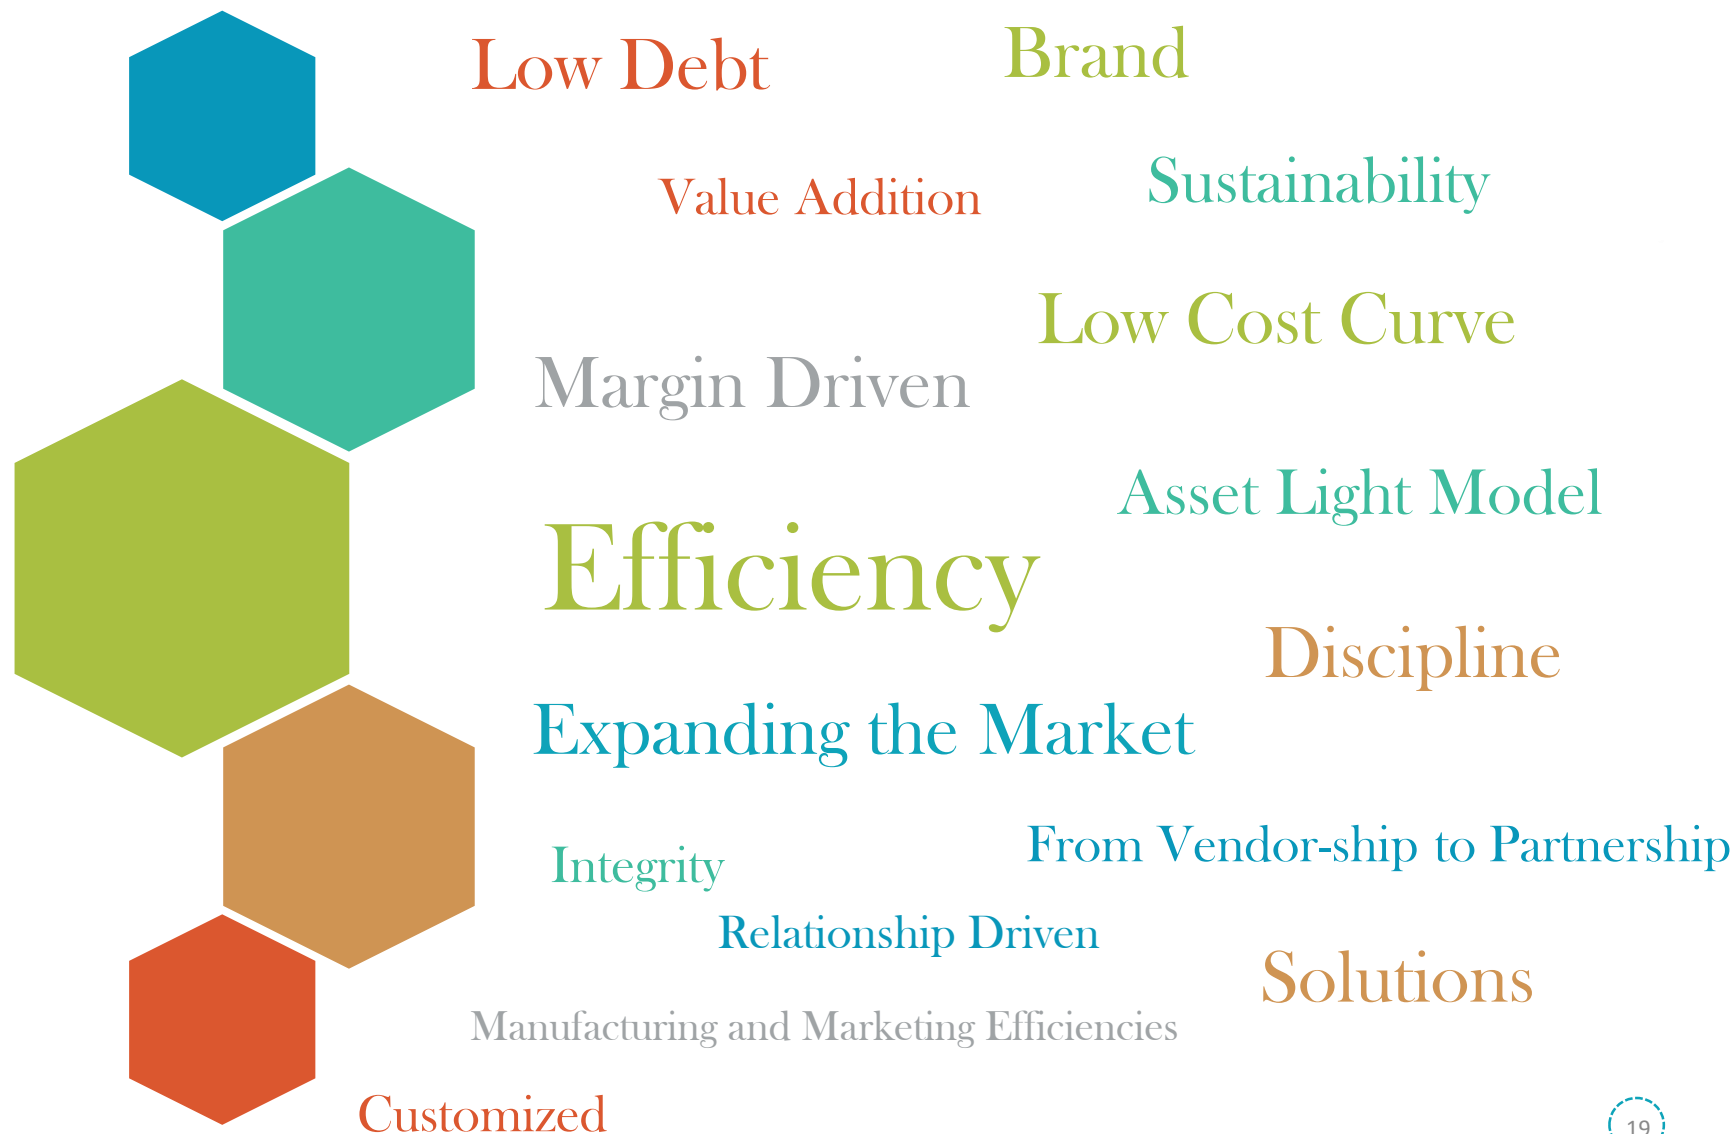 Low Debt
Brand
Value Addition
Sustainability
Low Cost Curve
Margin Driven
Asset Light Model
Efficiency
Discipline
Expanding the Market
From Vendor-ship to Partnership
Integrity
Relationship Driven
Solutions
Manufacturing and Marketing Efficiencies
Customized
19